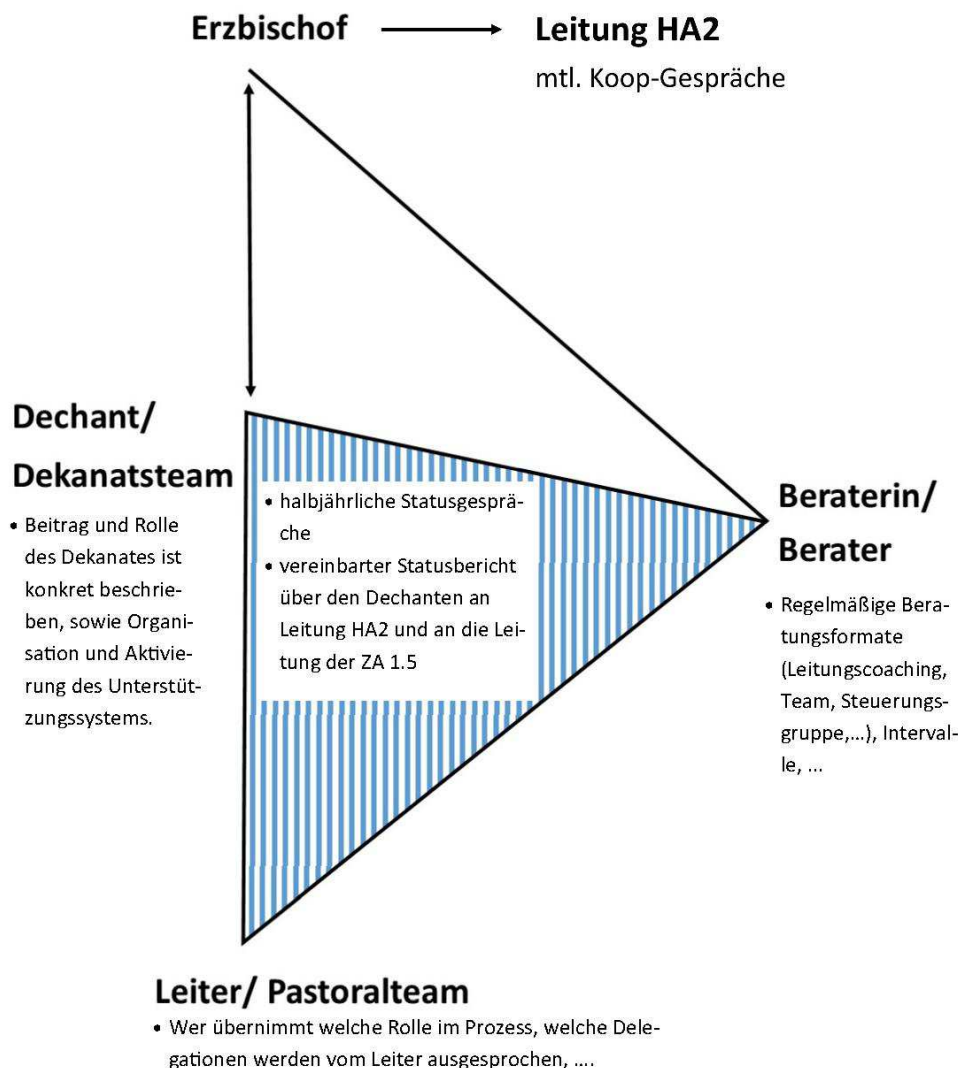 Erzbischof
Leitung HA2
mtl. Koop-Gespräche
Dechant/
Dekanatsteam
• Beitrag und Rolle
des Dekanates ist
konkret beschrie-
ben, sowie Organi-
sation und Aktivie-
rung des Unterstüt-
zungssystems.
• halbjährliche Statusgesprä-
che
• vereinbarter Statusbericht
über den Dechanten an
Leitung HA2 und an die Lei-
tung der ZA 1.5
Beraterin/
Berater
• Regelmäßige Bera-
tungsformate
(Leitungscoaching,
Team, Steuerungs-
gruppe,...), Interval-
le, ...
Leiter/ Pastoralteam
• Wer übernimmt welche Rolle im Prozess, welche Dele-
gationen werden vom Leiter ausgesprochen, ....